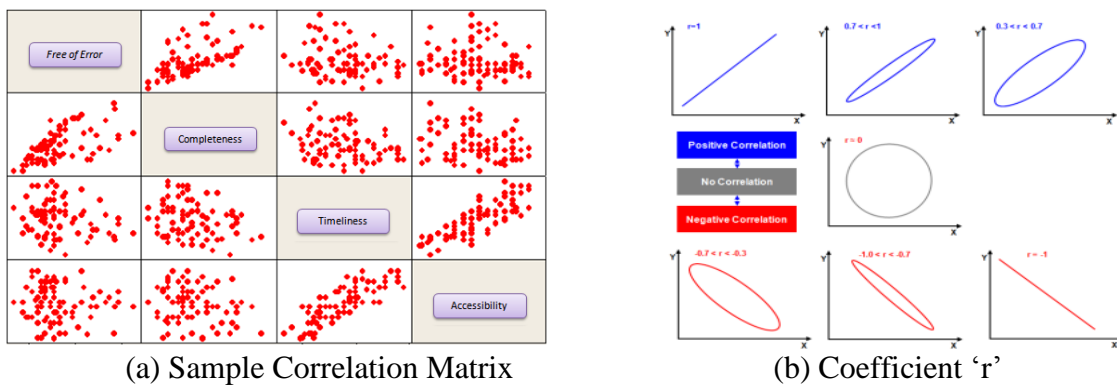 Free of Error
Completeness
Timeliness
Accessibility
(a) Sample Correlation Matrix
Y
r=1
X
Y
0.7 < r <1
X
Y
0.3 < r < 0.7
X
Positive Correlation
No Correlation
Negative Correlation
Y
r = 0
X
Y
-0.7 < r < -0.3
X
Y
-1.0 < r < -0.7
X
Y
r = -1
X
(b) Coefficient ‘r’